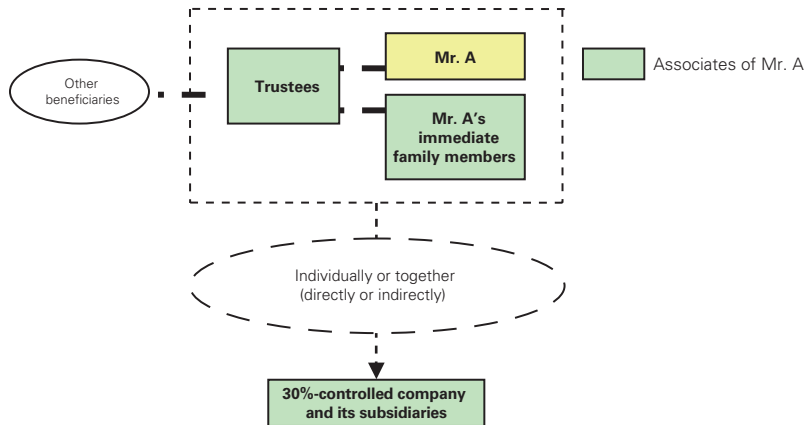 Other
beneficiaries
Trustees
Mr. A
Mr. A's
immediate
family members
Associates of Mr. A
Individually or together
(directly or indirectly)
30%-controlled company
and its subsidiaries